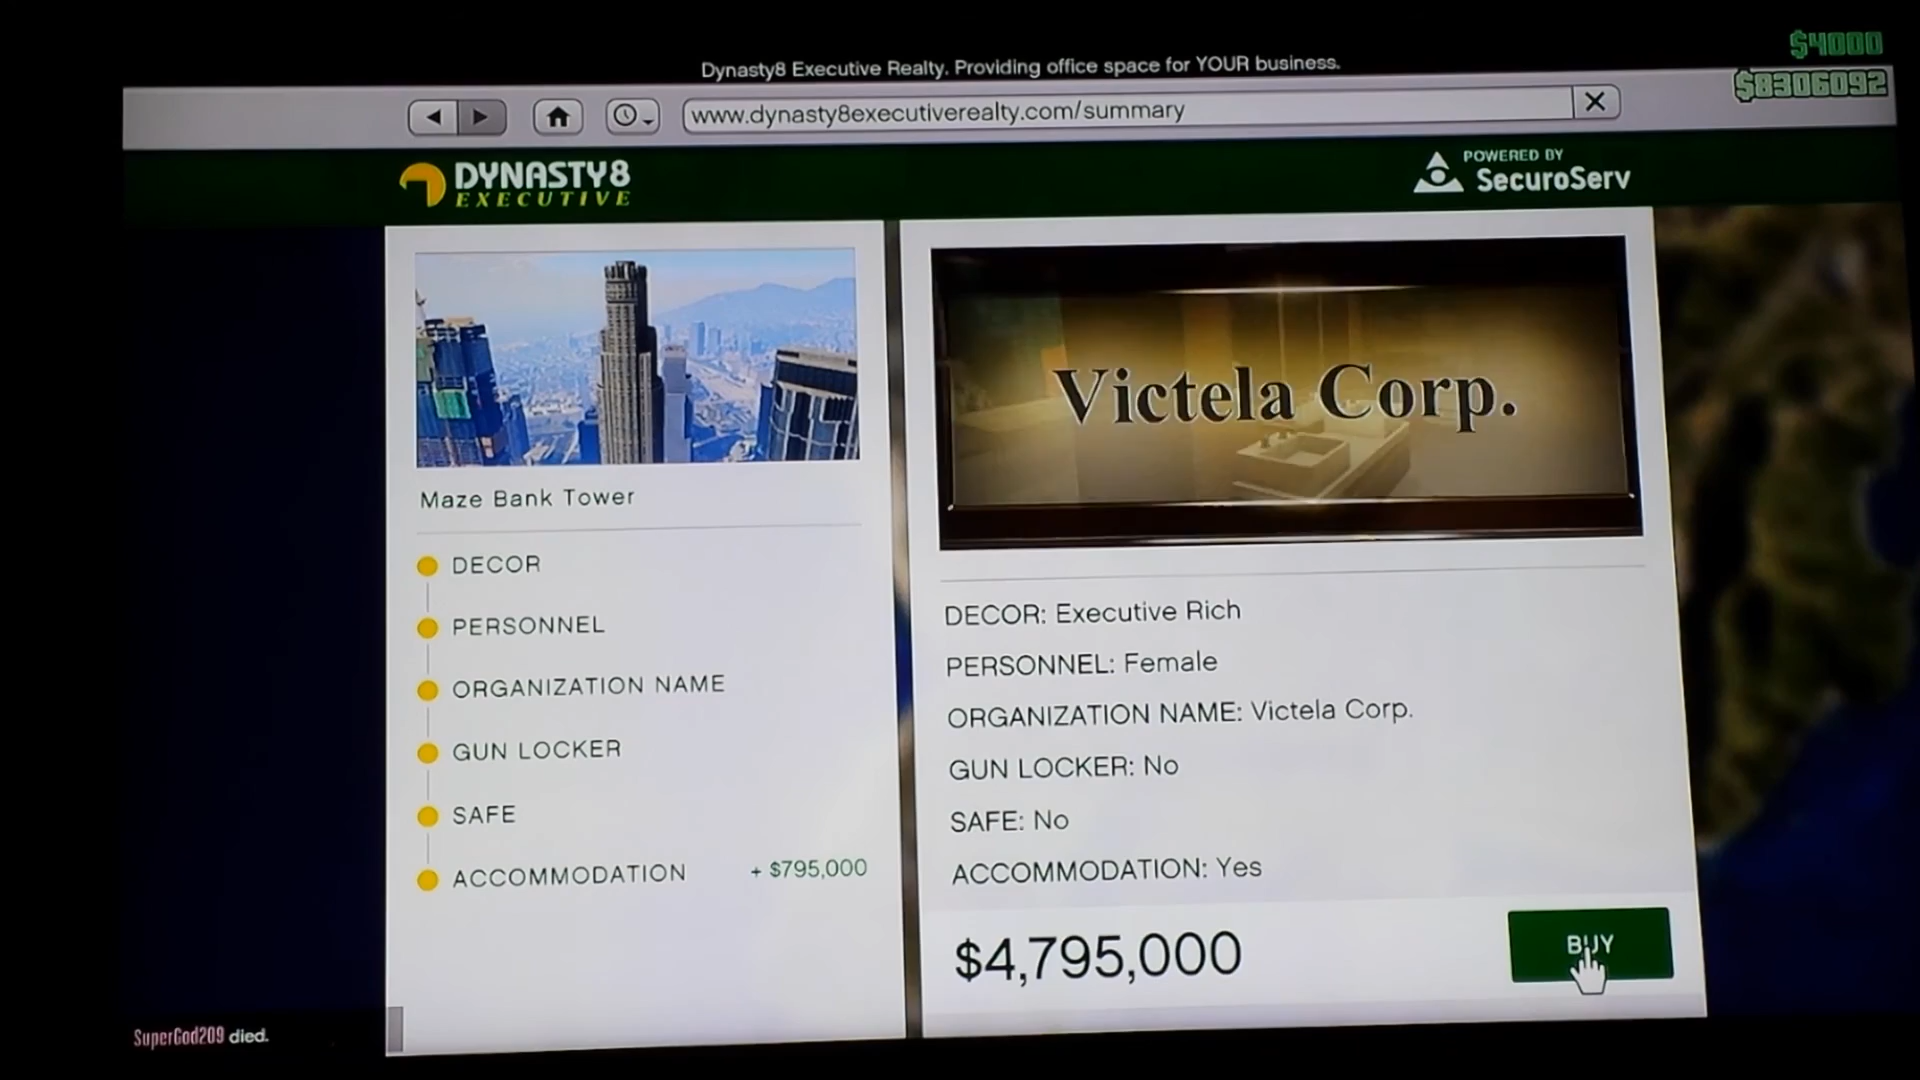 $4000
$8306092
Dynasty8 Executive Realty. Providing office space for YOUR business.
www.dynasty8executiverealty.com/summary
DYNASTY8
EXECUTIVE
POWERED BY
SecuroServ
Maze Bank Tower
DECOR
PERSONNEL
ORGANIZATION NAME
GUN LOCKER
SAFE
ACCOMMODATION + $795,000
Victela Corp.
DECOR: Executive Rich
PERSONNEL: Female
ORGANIZATION NAME: Victela Corp.
GUN LOCKER: No
SAFE: No
ACCOMMODATION: Yes
$4,795,000
BUY
SuperGod209 died.